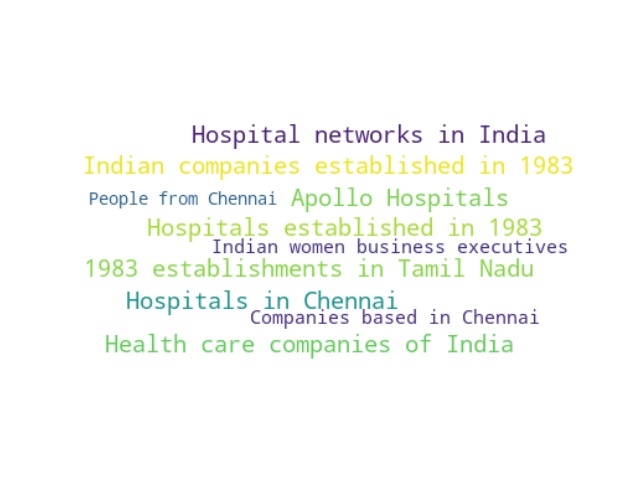 Hospital networks in India
Indian companies established in 1983
People from Chennai Apollo Hospitals
Hospitals established in 1983
Indian women business executives
1983 establishments in Tamil Nadu
Hospitals in Chennai
Companies based in Chennai
Health care companies of India